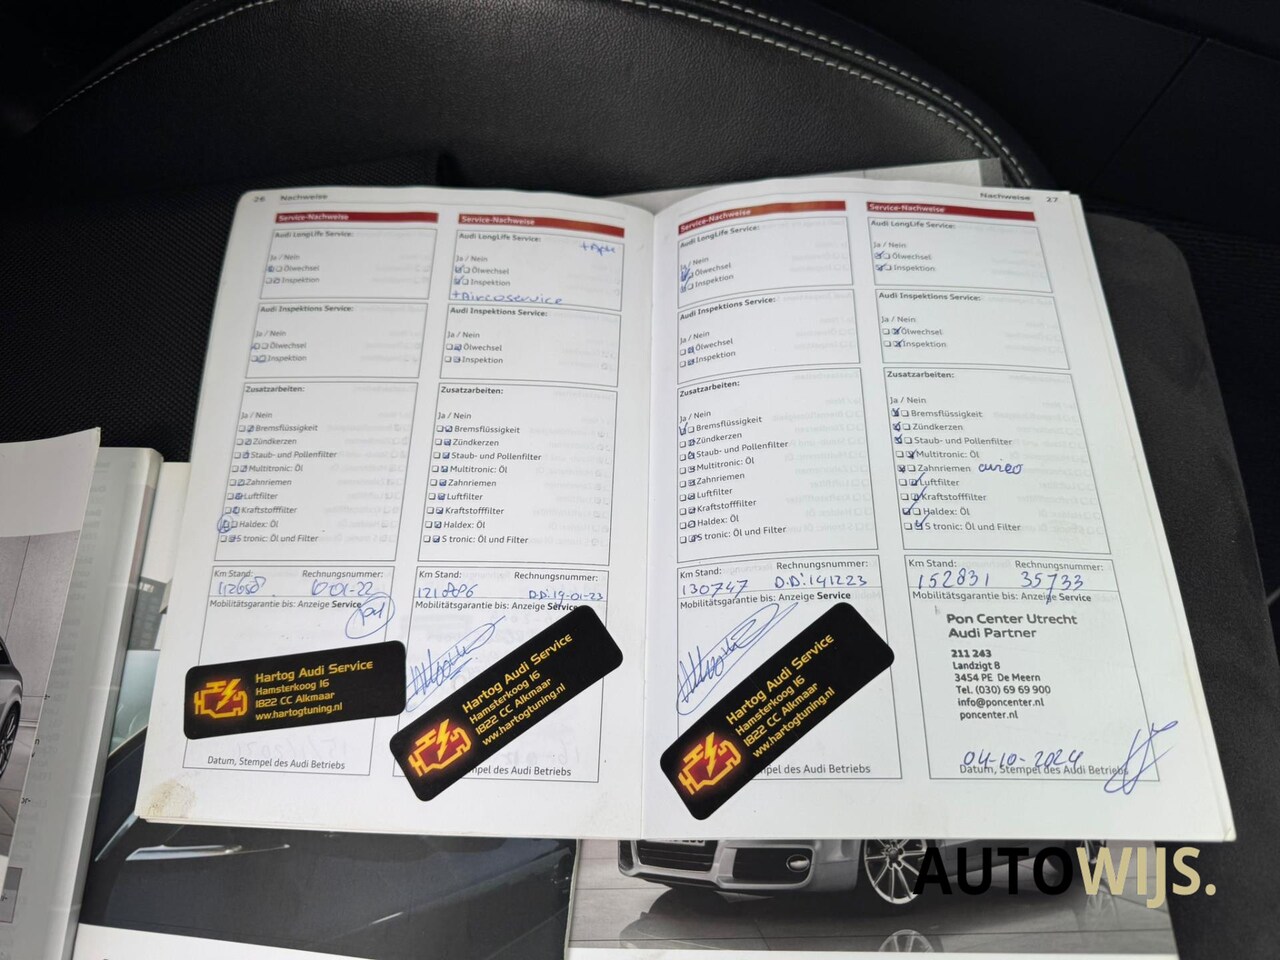 26 Nachweise
Service-Nachweise
Audi LongLife Service:
Ja / Nein
Ölwechsel
Inspektion
Audi Inspektions Service:
Ja / Nein
Ölwechsel
Inspektion
Zusatzarbeiten:
Ja / Nein
Bremsflüssigkeit
Zündkerzen
Staub- und Pollenfilter
Multitronic: Öl
Zahnriemen
Luftfilter
Kraftstofffilter
Haldex: Öl
S tronic: Öl und Filter
Km Stand: Rechnungsnummer:
10-01-22
Mobilitätsgarantie bis: Anzeige Service
Hartog Audi Service
Hamsterkoog 16
1822 CC Alkmaar
ww.hartogtuning.nl
Datum, Stempel des Audi Betriebs
Service-Nachweise
Audi LongLife Service:
Ja / Nein
Ölwechsel
Inspektion
+Aircoservice
Audi Inspektions Service:
Ja / Nein
Ölwechsel
Inspektion
Zusatzarbeiten:
Ja / Nein
Bremsflüssigkeit
Zündkerzen
Staub- und Pollenfilter
Multitronic: Öl
Zahnriemen
Luftfilter
Kraftstofffilter
Haldex: Öl
S tronic: Öl und Filter
Km Stand: Rechnungsnummer:
D.D: 19-01-23
Mobilitätsgarantie bis: Anzeige Service
Hartog Audi Service
Hamsterkoog 16
1822 CC Alkmaar
ww.hartogtuning.nl
mpel des Audi Betriebs
Nachweise 27
Service-Nachweise
Audi LongLife Service:
Ja / Nein
Ölwechsel
Inspektion
Audi Inspektions Service:
Ja / Nein
Ölwechsel
Inspektion
Zusatzarbeiten:
Ja / Nein
Bremsflüssigkeit
Zündkerzen
Staub- und Pollenfilter
Multitronic: Öl
Zahnriemen
Luftfilter
Kraftstofffilter
Haldex: Öl
S tronic: Öl und Filter
Km Stand: Rechnungsnummer:
130747 D.D: 141223
Mobilitätsgarantie bis: Anzeige Service
Hartog Audi Service
Hamsterkoog 16
1822 CC Alkmaar
ww.hartogtuning.nl
mpel des Audi Betriebs
Service-Nachweise
Audi LongLife Service:
Ja / Nein
Ölwechsel
Inspektion
Audi Inspektions Service:
Ja / Nein
Ölwechsel
Inspektion
Zusatzarbeiten:
Ja / Nein
Bremsflüssigkeit
Zündkerzen
Staub- und Pollenfilter
Multitronic: Öl
Zahnriemen airco
Luftfilter
Kraftstofffilter
Haldex: Öl
S tronic: Öl und Filter
Km Stand: Rechnungsnummer:
152831 35733
Mobilitätsgarantie bis: Anzeige Service
Pon Center Utrecht
Audi Partner
211 243
Landzigt 8
3454 PE De Meern
Tel. (030) 69 69 900
info@poncenter.nl
poncenter.nl
04-10-2024
Datum, Stempel des Audi Betriebs
AUTOWIJS.